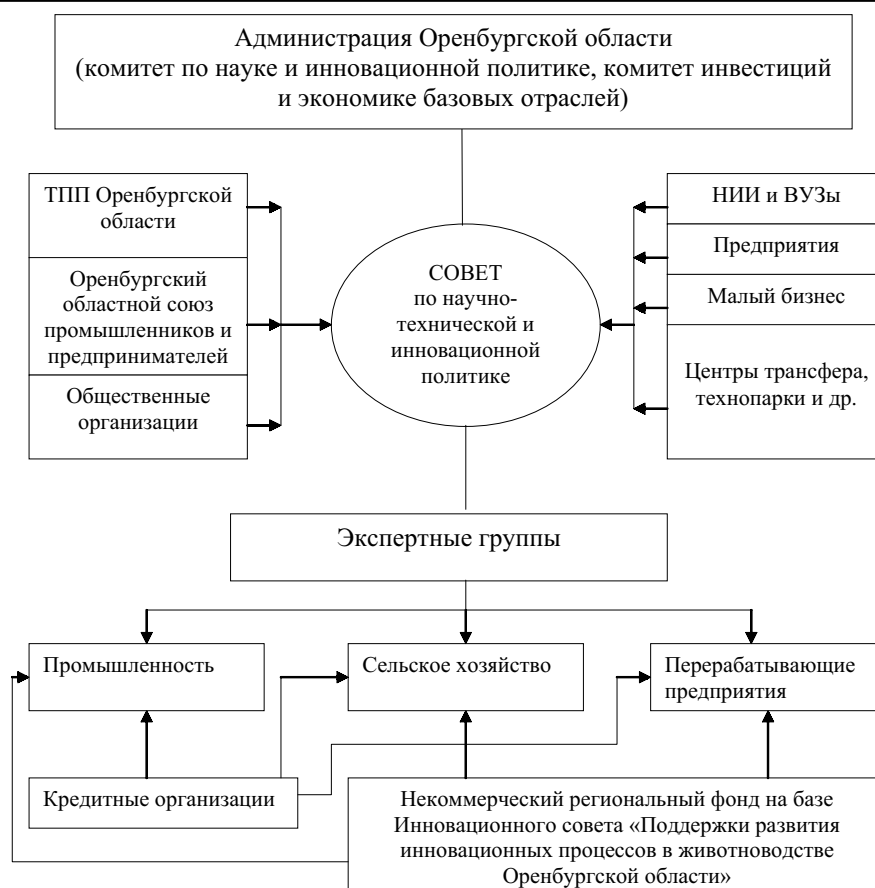 Администрация Оренбургской области
(комитет по науке и инновационной политике, комитет инвестиций
и экономике базовых отраслей)
ТПП Оренбургской
области
Оренбургский
областной союз
промышленников и
предпринимателей
Общественные
организации
СОВЕТ
по научно-
технической и
инновационной
политике
НИИ и ВУЗы
Предприятия
Малый бизнес
Центры трансфера,
технопарки и др.
Экспертные группы
Промышленность
Сельское хозяйство
Перерабатывающие
предприятия
Кредитные организации
Некоммерческий региональный фонд на базе
Инновационного совета «Поддержки развития
инновационных процессов в животноводстве
Оренбургской области»